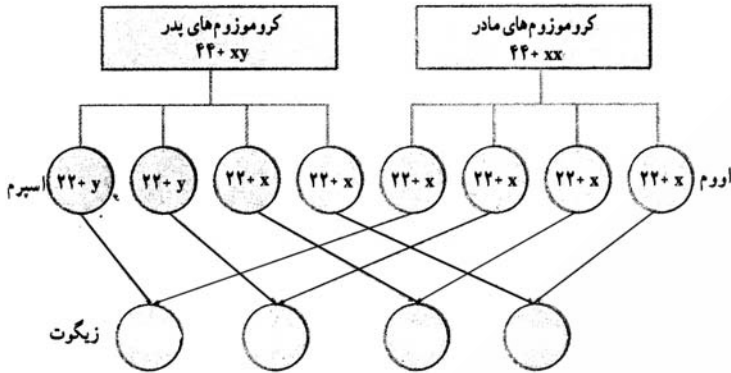 کروموزوم‌های مادر
۴۴+ xx
کروموزوم‌های پدر
۴۴+ xy
اووم
۲۲+ x
۲۲+ x
۲۲+ x
۲۲+ x
۲۲+ x
۲۲+ x
۲۲+ y
۲۲+ y
اسپرم
زیگوت